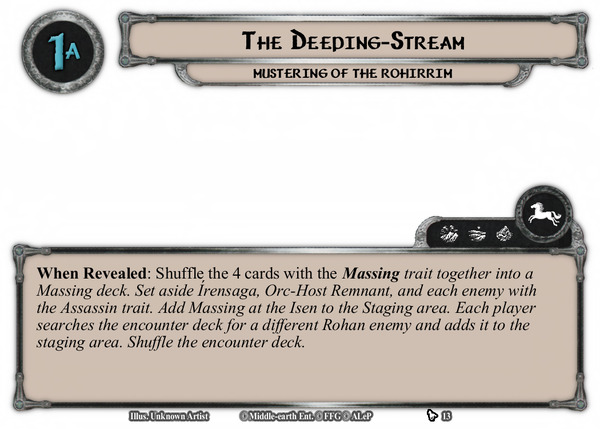 1A
The Deeping-Stream
Mustering of the Rohirrim
When Revealed: Shuffle the 4 cards with the Massing trait together into a
Massing deck. Set aside Írensaga, Orc-Host Remnant, and each enemy with
the Assassin trait. Add Massing at the Isen to the Staging area. Each player
searches the encounter deck for a different Rohan enemy and adds it to the
staging area. Shuffle the encounter deck.
Illus. Unknown Artist © Middle-earth Ent. © FFG © ALeP 13